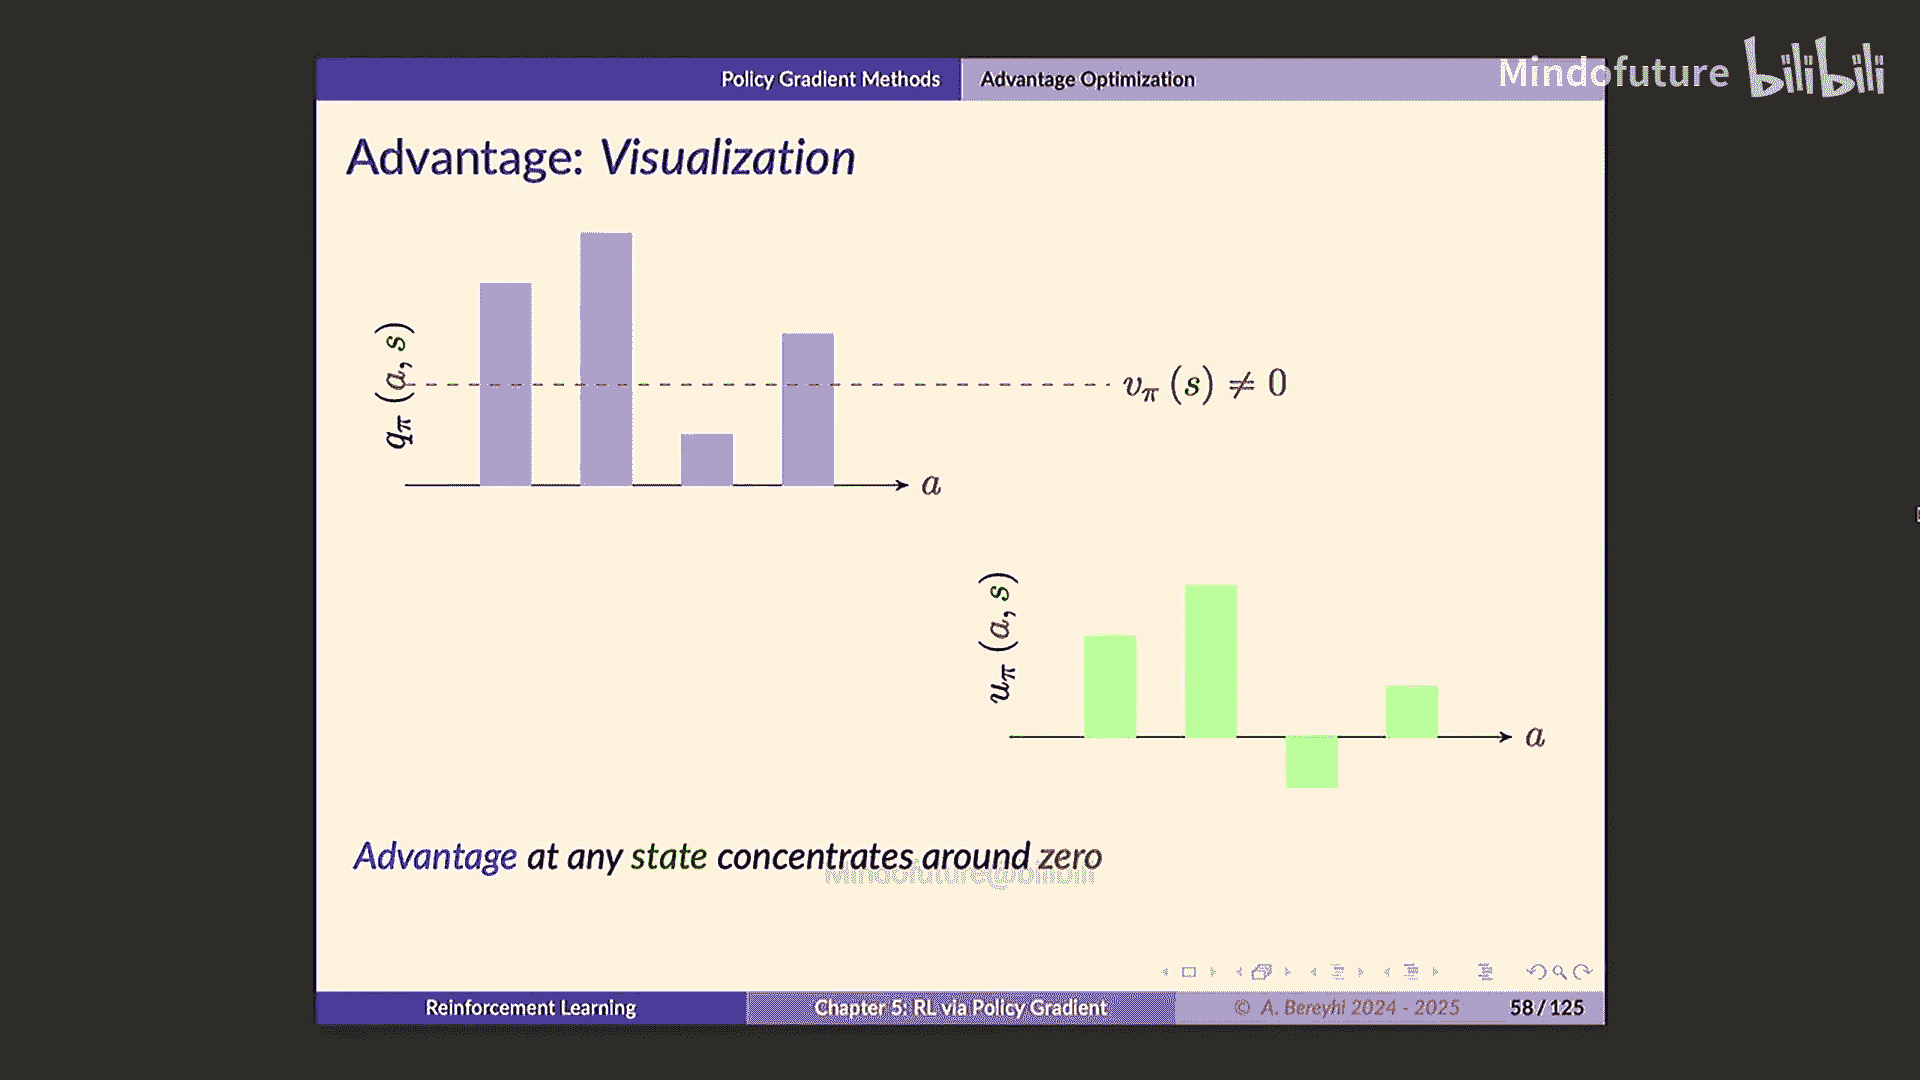 Policy Gradient Methods
Advantage Optimization
Mindofuture bilibili
Advantage: Visualization
qπ (a, s)
vπ (s) ≠ 0
a
uπ (a, s)
a
Advantage at any state concentrates around zero
Mindofuture@bilibili
Reinforcement Learning
Chapter 5: RL via Policy Gradient
© A. Bereyhi 2024 - 2025
58 / 125